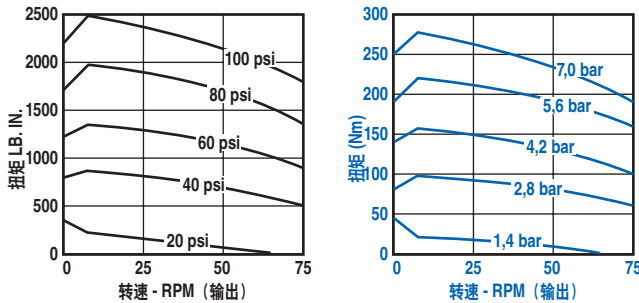 2500
2000
1500
1000
500
0
扭矩 LB. IN.
100 psi
80 psi
60 psi
40 psi
20 psi
0 25 50 75
转速 - RPM（输出）
300
250
200
150
100
50
0
扭矩 (Nm)
7,0 bar
5,6 bar
4,2 bar
2,8 bar
1,4 bar
0 25 50 75
转速 - RPM（输出）